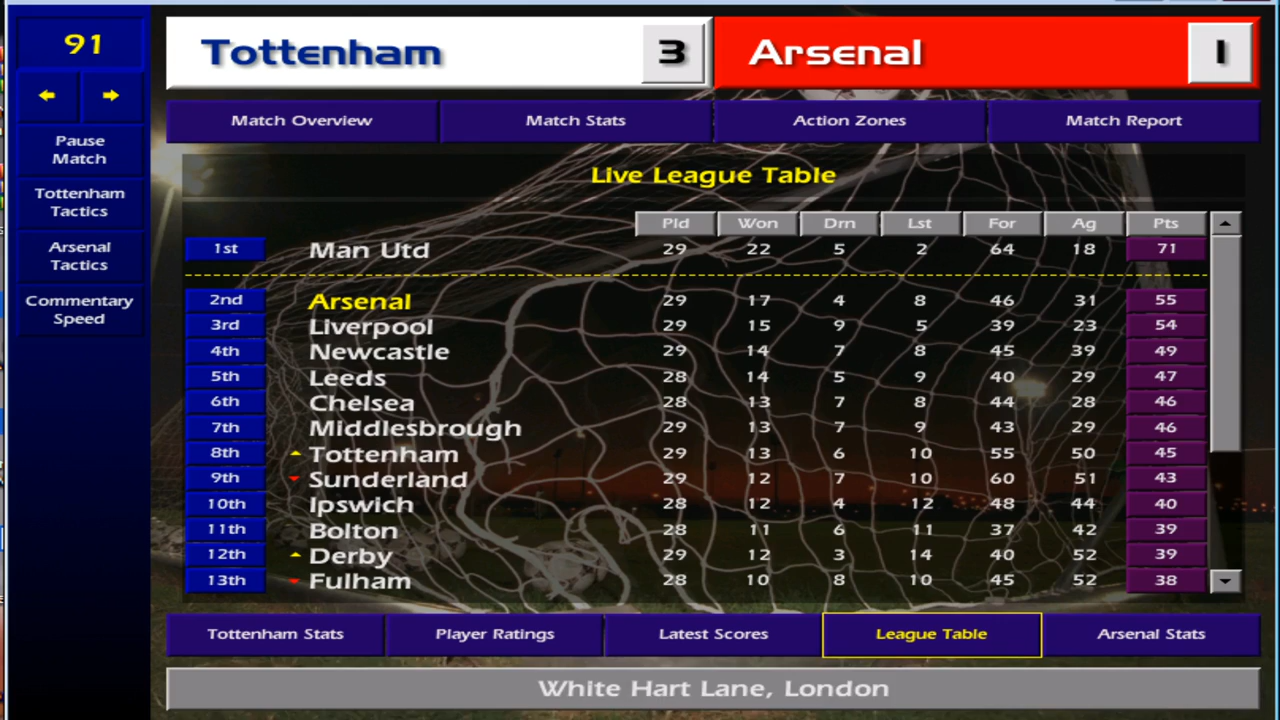 91
Tottenham 3 Arsenal 1
Match Overview Match Stats Action Zones Match Report
Pause
Match
Tottenham
Tactics
Arsenal
Tactics
Commentary
Speed
Live League Table
Pld Won Drn Lst For Ag Pts
1st Man Utd 29 22 5 2 64 18 71
2nd Arsenal 29 17 4 8 46 31 55
3rd Liverpool 29 15 9 5 39 23 54
4th Newcastle 29 14 7 8 45 39 49
5th Leeds 28 14 5 9 40 29 47
6th Chelsea 28 13 7 8 44 28 46
7th Middlesbrough 29 13 7 9 43 29 46
8th Tottenham 29 13 6 10 55 50 45
9th Sunderland 29 12 7 10 60 51 43
10th Ipswich 28 12 4 12 48 44 40
11th Bolton 28 11 6 11 37 42 39
12th Derby 29 12 3 14 40 52 39
13th Fulham 28 10 8 10 45 52 38
Tottenham Stats Player Ratings Latest Scores League Table Arsenal Stats
White Hart Lane, London